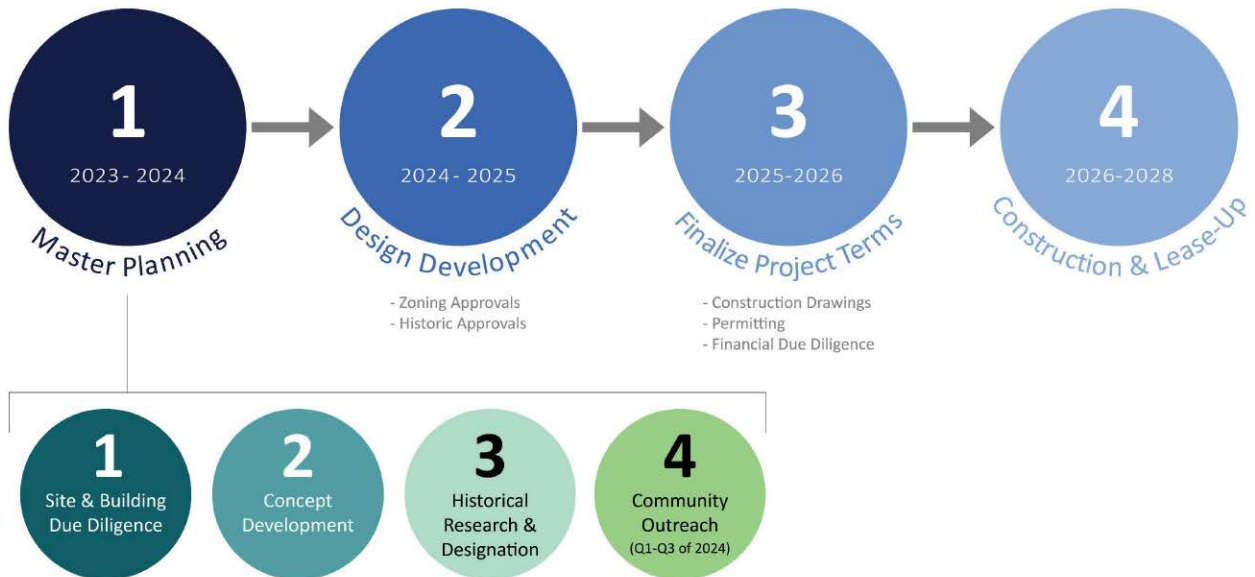 1
2023- 2024
Master Planning
2
2024- 2025
Design Development
- Zoning Approvals
- Historic Approvals
3
2025-2026
Finalize Project Terms
- Construction Drawings
- Permitting
- Financial Due Diligence
4
2026-2028
Construction & Lease-Up
1
Site & Building
Due Diligence
2
Concept
Development
3
Historical
Research &
Designation
4
Community
Outreach
(Q1-Q3 of 2024)